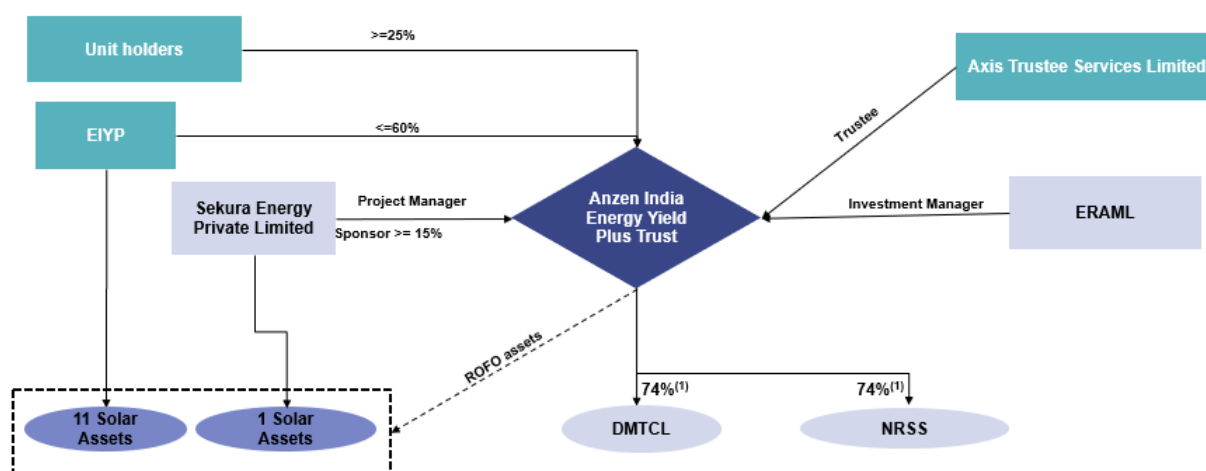 Unit holders
>=25%
Axis Trustee Services Limited
EIYP
<=60%
Trustee
Sekura Energy
Private Limited
Project Manager
Sponsor >= 15%
Anzen India
Energy Yield
Plus Trust
Investment Manager
ERAML
ROFO assets
74%(1)
74%(1)
11 Solar
Assets
1 Solar
Assets
DMTCL
NRSS